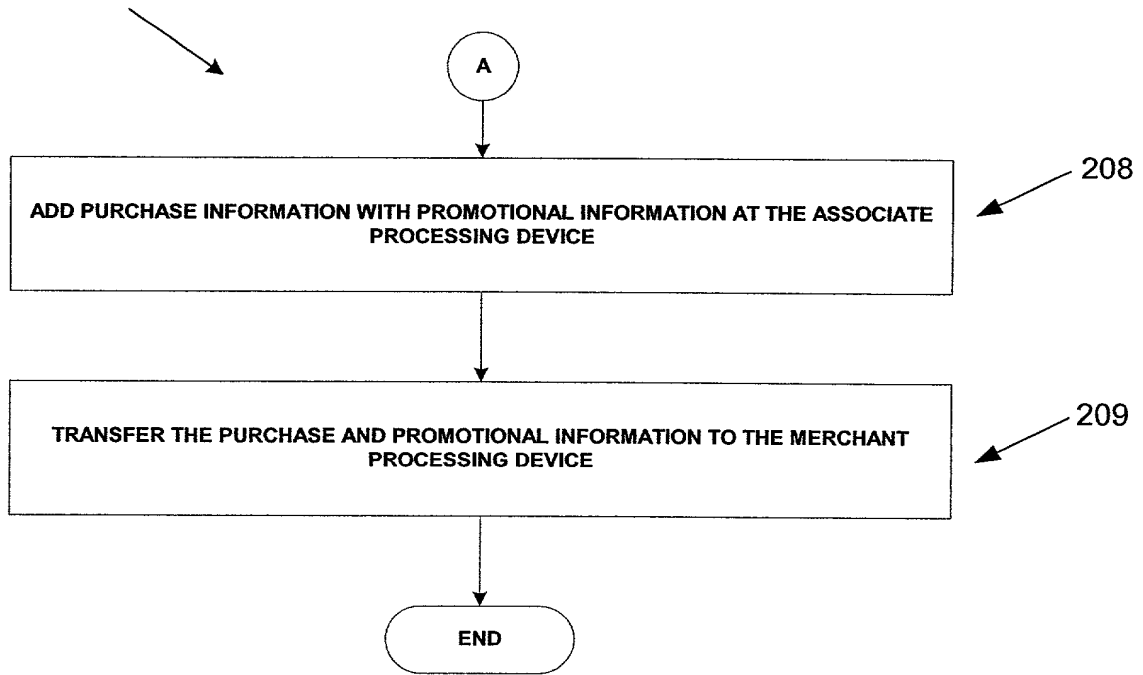 A
ADD PURCHASE INFORMATION WITH PROMOTIONAL INFORMATION AT THE ASSOCIATE
PROCESSING DEVICE
208
TRANSFER THE PURCHASE AND PROMOTIONAL INFORMATION TO THE MERCHANT
PROCESSING DEVICE
209
END